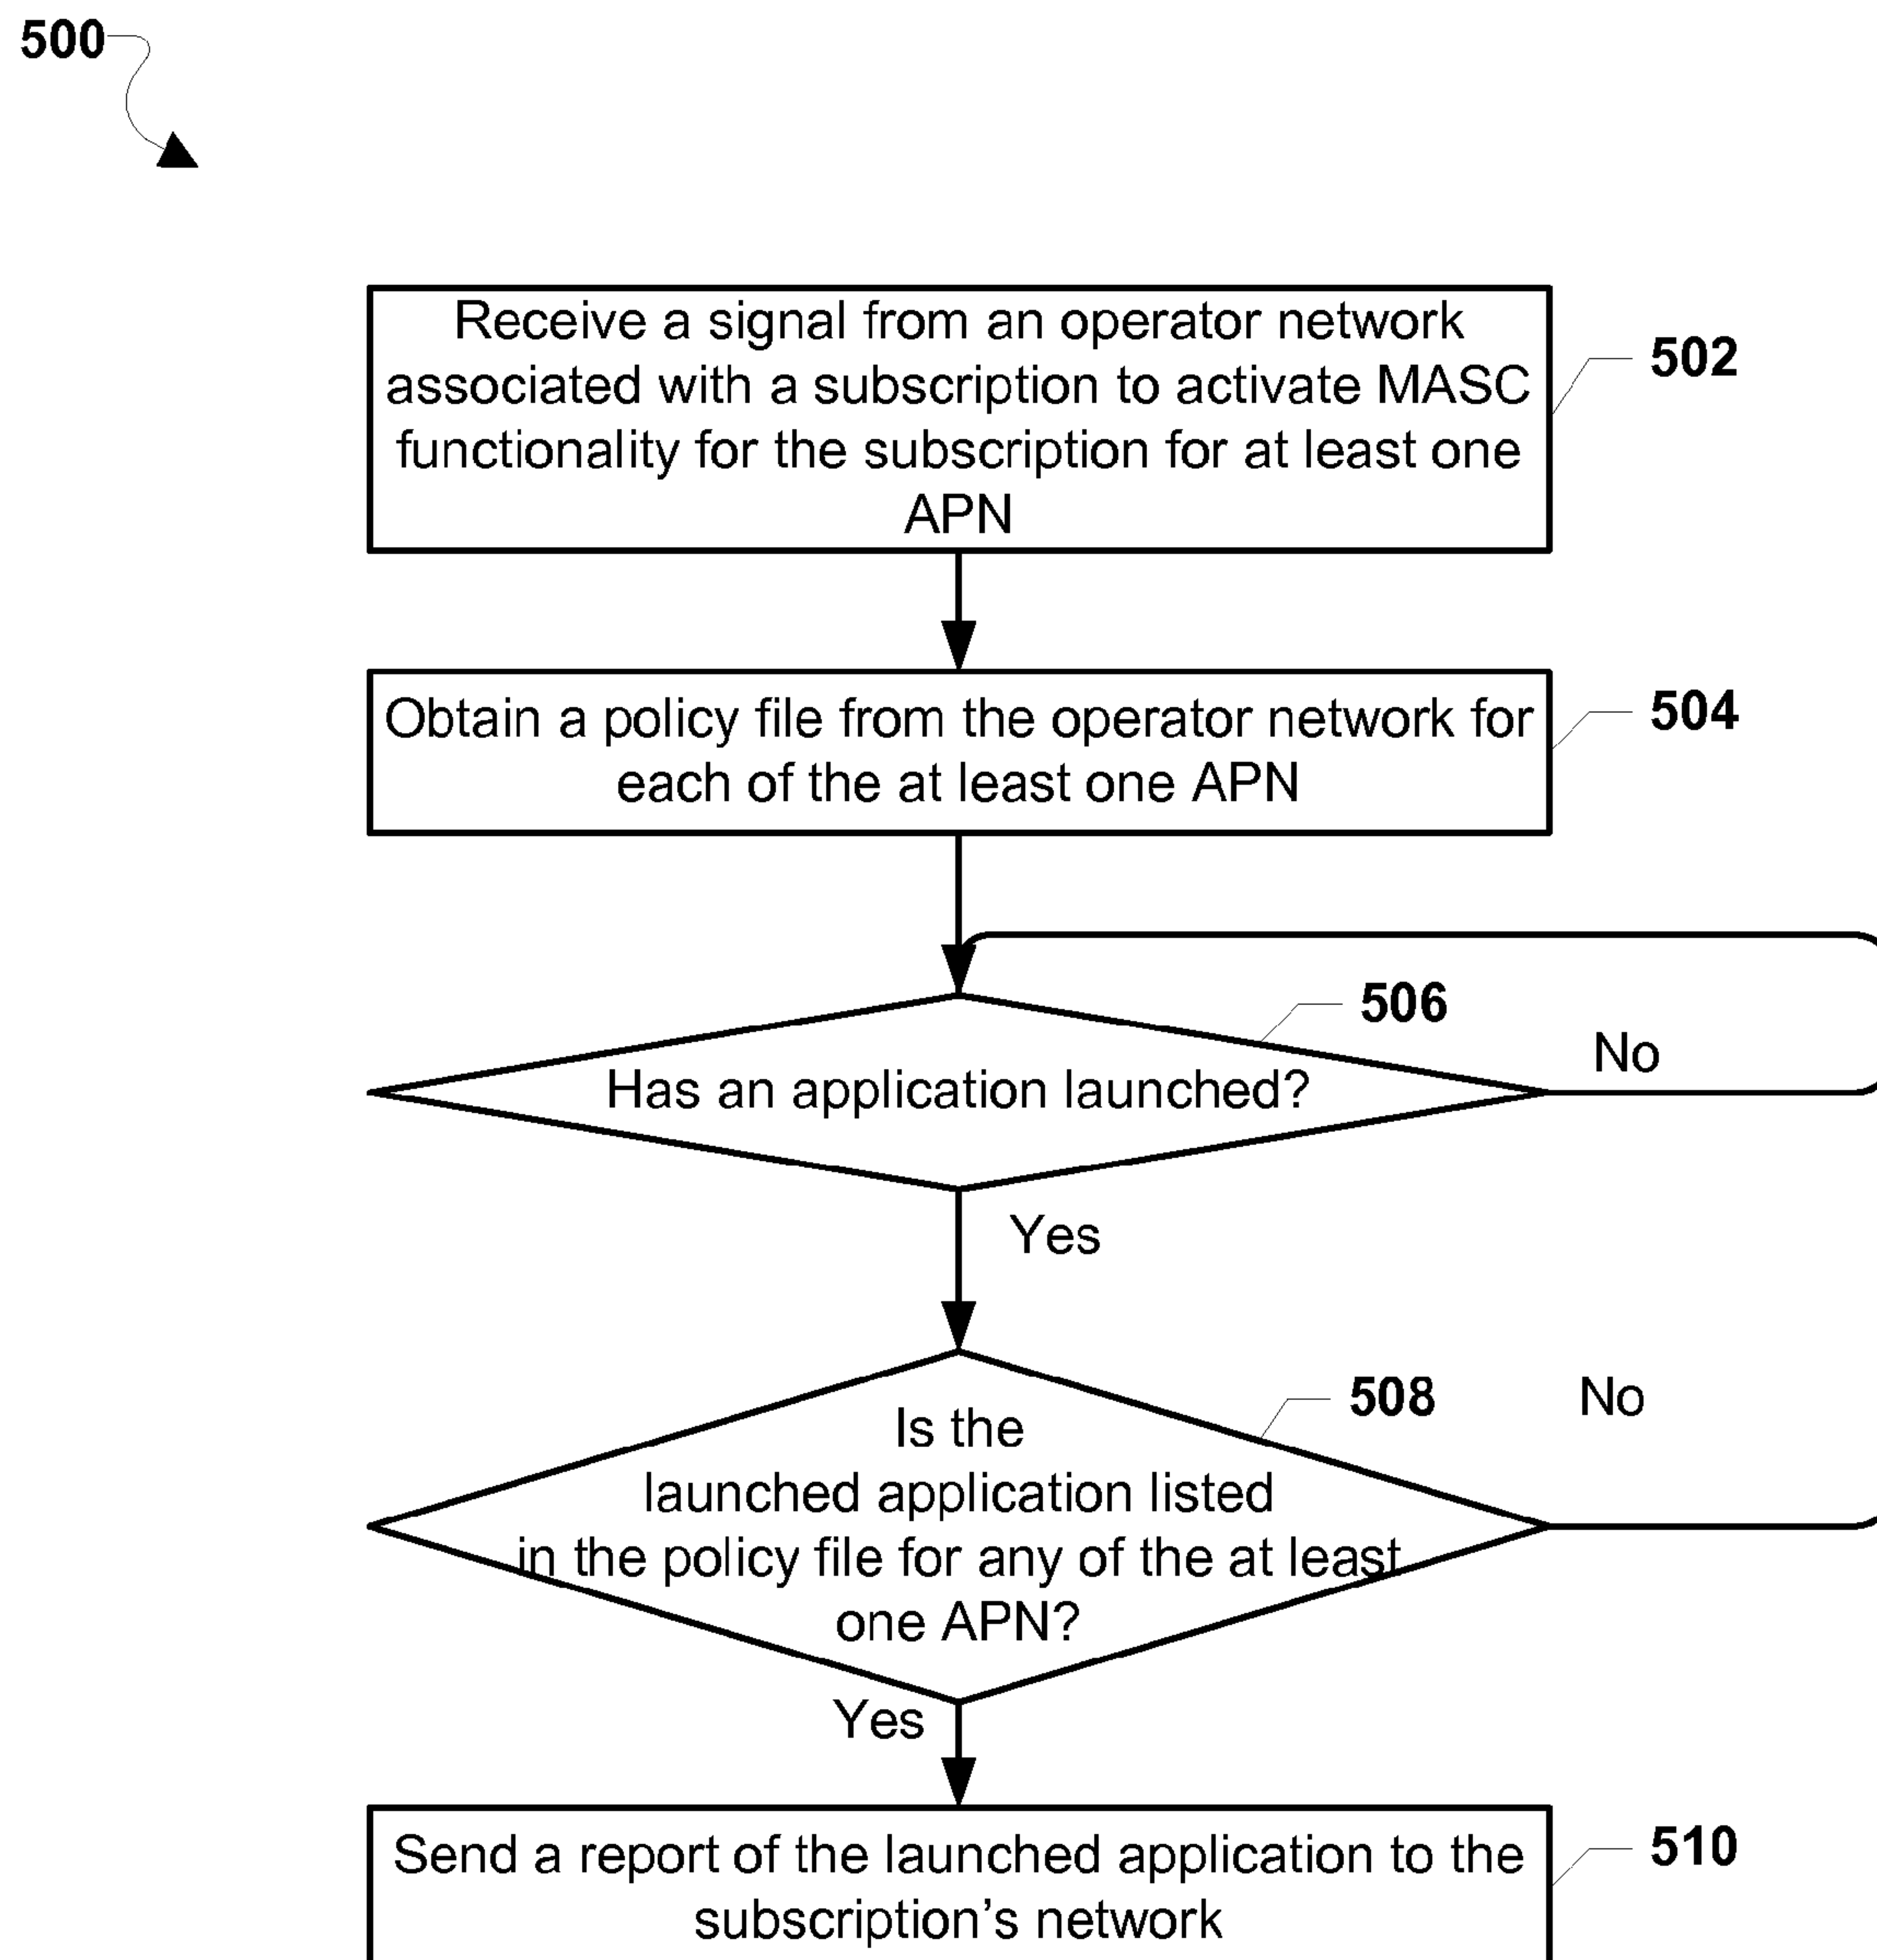 500
Receive a signal from an operator network
associated with a subscription to activate MASC
functionality for the subscription for at least one
APN
502
Obtain a policy file from the operator network for
each of the at least one APN
504
506
No
Has an application launched?
Yes
508
No
Is the
launched application listed
in the policy file for any of the at least
one APN?
Yes
Send a report of the launched application to the
subscription’s network
510